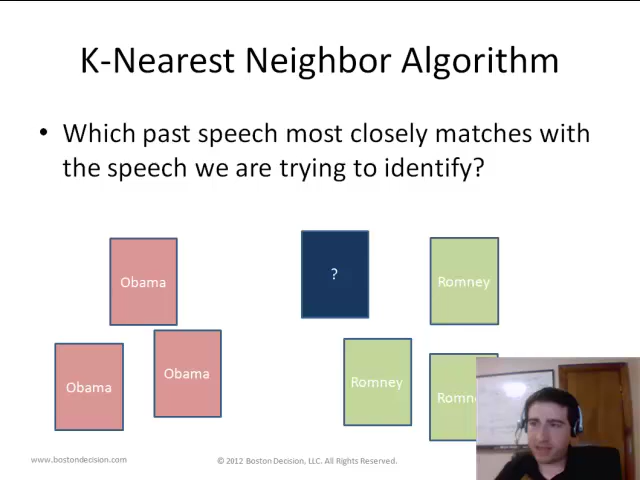 K-Nearest Neighbor Algorithm
• Which past speech most closely matches with
the speech we are trying to identify?
?
Obama
Romney
Obama
Romney
Obama
www.bostondecision.com
© 2012 Boston Decision, LLC. All Rights Reserved.